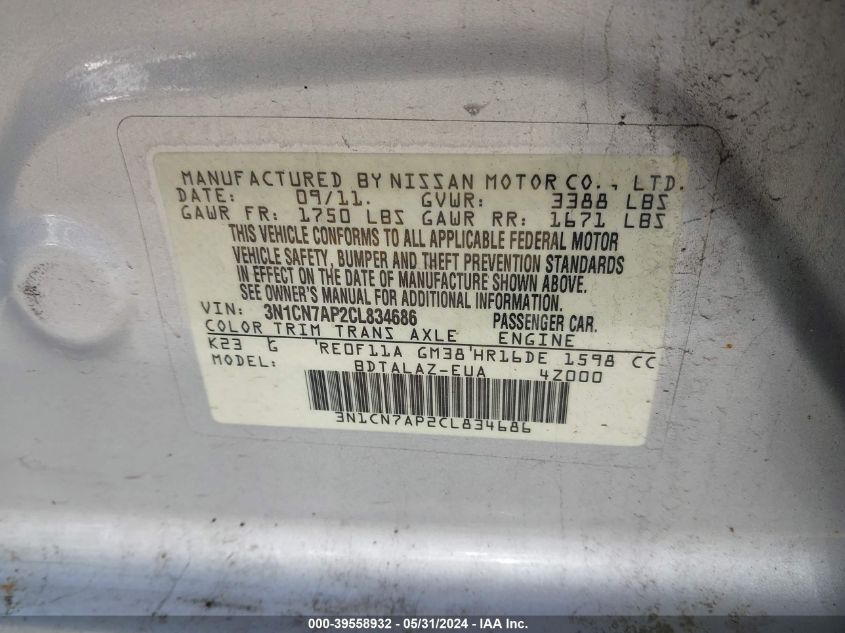 MANUFACTURED BY NISSAN MOTOR CO., LTD.
DATE: 09/11. GVWR: 3388 LBS
GAWR FR: 1750 LBS GAWR RR: 1671 LBS
THIS VEHICLE CONFORMS TO ALL APPLICABLE FEDERAL MOTOR
VEHICLE SAFETY, BUMPER AND THEFT PREVENTION STANDARDS
IN EFFECT ON THE DATE OF MANUFACTURE SHOWN ABOVE.
SEE OWNER'S MANUAL FOR ADDITIONAL INFORMATION.
VIN: 3N1CN7AP2CL834686 PASSENGER CAR.
COLOR TRIM TRANS AXLE ENGINE
K23 G RE0F11A GM38 HR16DE 1598 CC
MODEL: BDTALAZ-EUA 4Z000
3N1CN7AP2CL834686
000-39558932 - 05/31/2024 - IAA Inc.